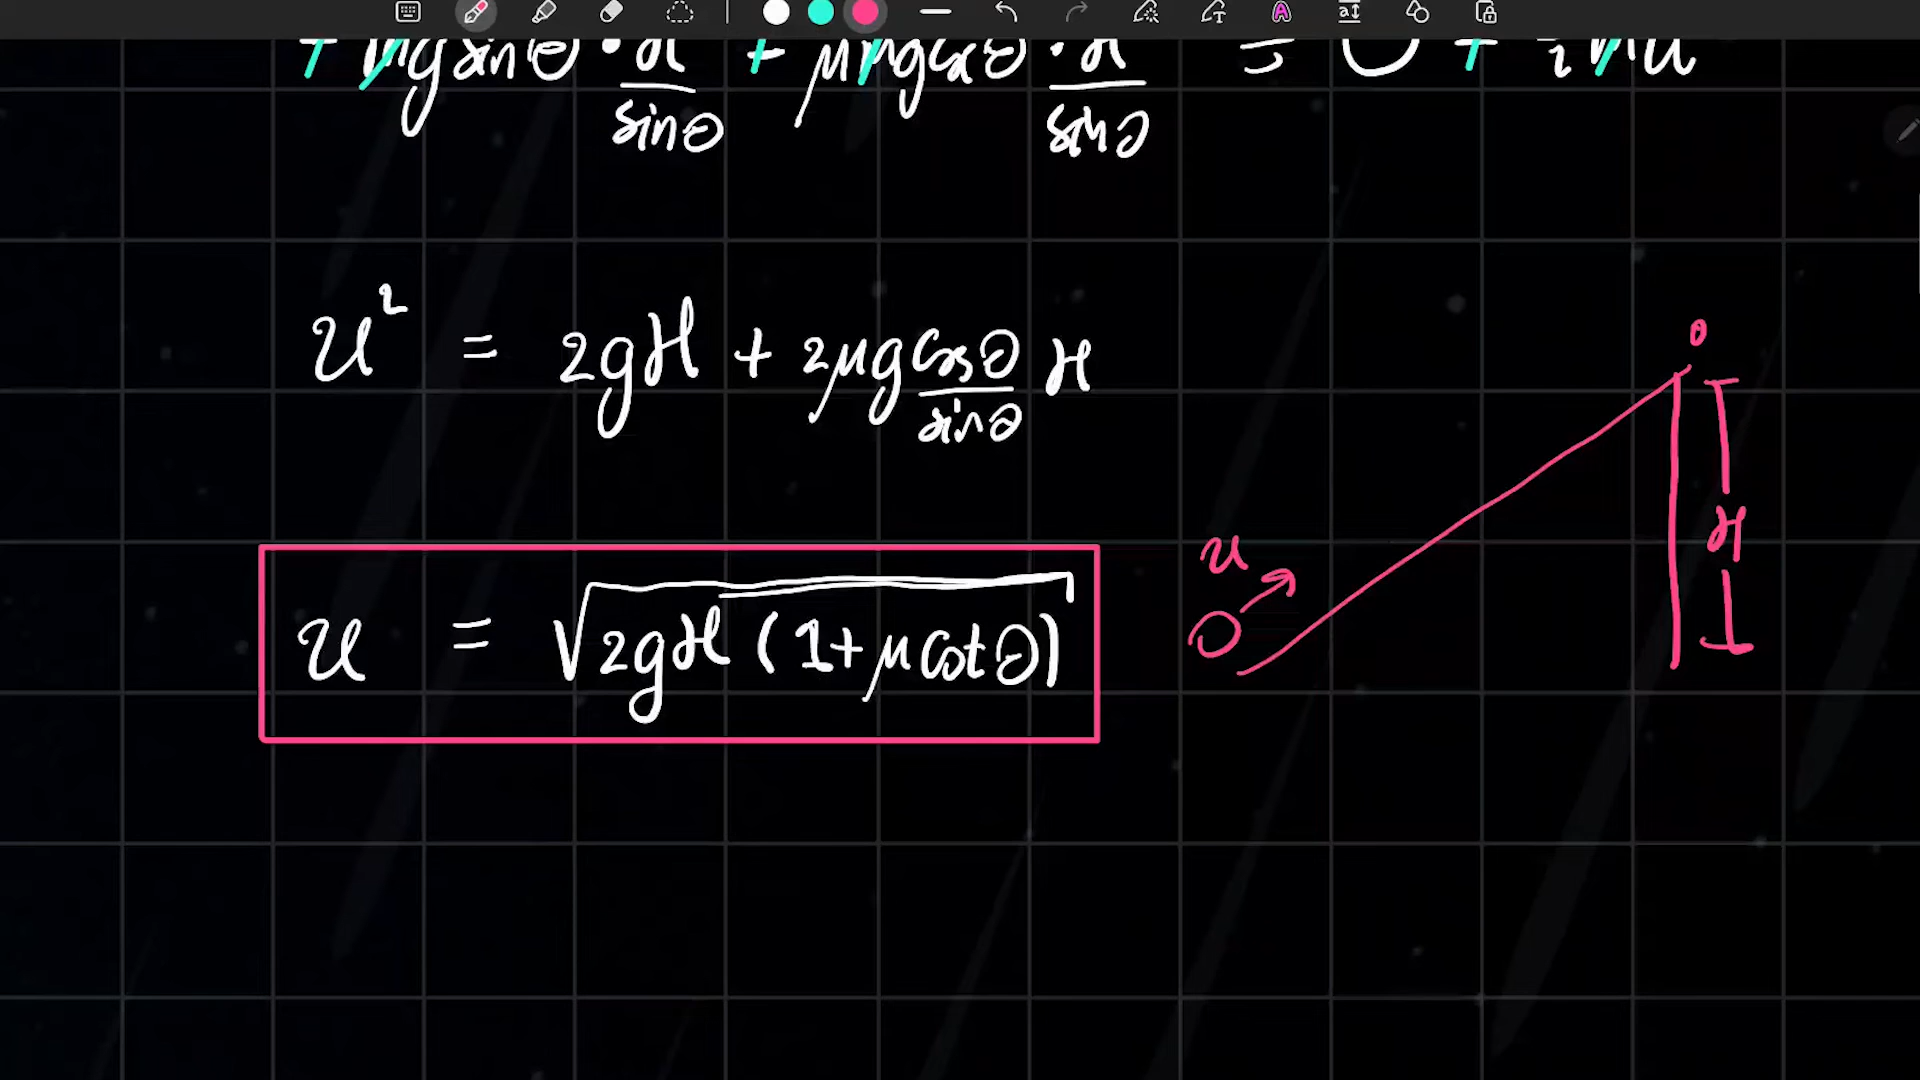 + mg sinθ · H/sinθ + μmg cosθ · H/sinθ = 0 + ½mu
u² = 2gH + 2μg cosθ/sinθ H
u = √2gH (1+μcotθ)
0
u
H